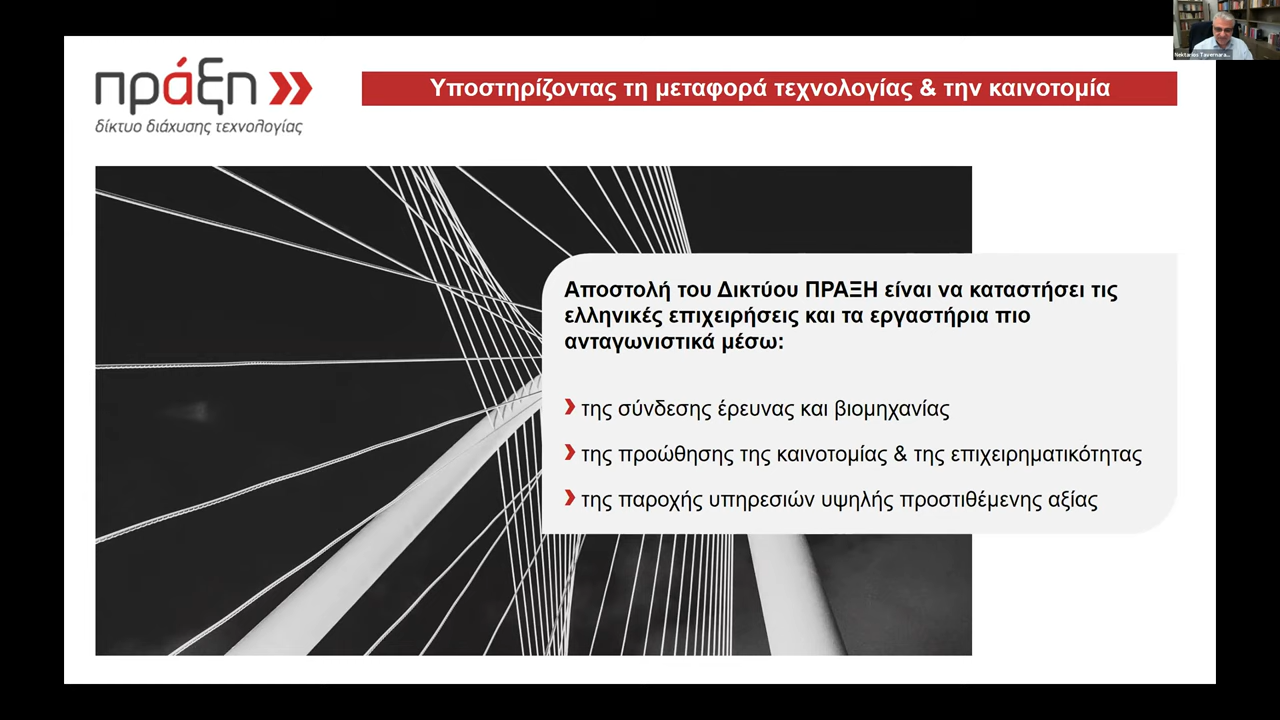 πράξη
δίκτυο διάχυσης τεχνολογίας
Υποστηρίζοντας τη μεταφορά τεχνολογίας & την καινοτομία
Nektarios Tavernara...
Αποστολή του Δικτύου ΠΡΑΞΗ είναι να καταστήσει τις
ελληνικές επιχειρήσεις και τα εργαστήρια πιο
ανταγωνιστικά μέσω:
της σύνδεσης έρευνας και βιομηχανίας
της προώθησης της καινοτομίας & της επιχειρηματικότητας
της παροχής υπηρεσιών υψηλής προστιθέμενης αξίας